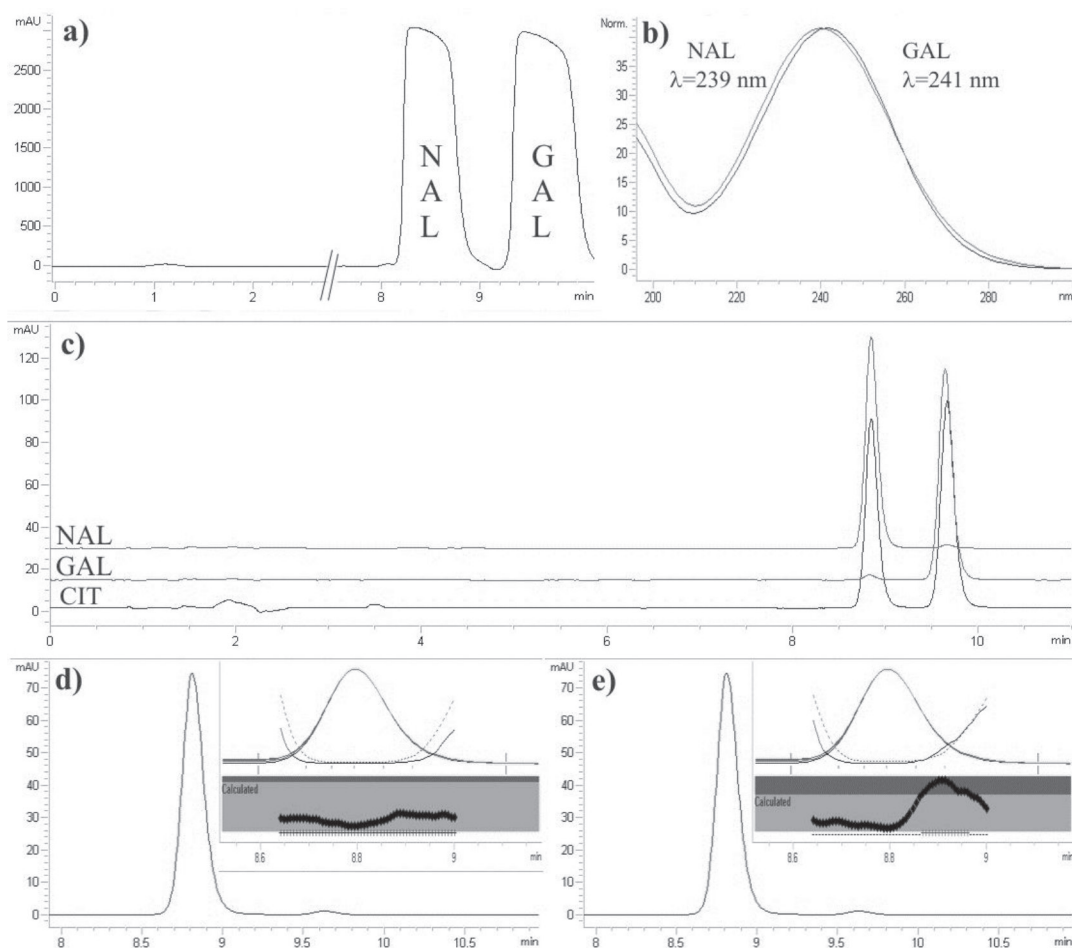 mAU
a)
2500
2000
1500
1000
500
0
N
A
L
G
A
L
0
1
2
8
9
min
Norm.
b)
NAL
λ=239 nm
GAL
λ=241 nm
35
30
25
20
15
10
5
0
200
220
240
260
280
nm
mAU
c)
120
100
80
60
40
20
0
NAL
GAL
CIT
0
2
4
6
8
10
min
mAU
d)
70
60
50
40
30
20
10
0
Calculated
8.6
8.8
9
min
8
8.5
9
9.5
10
10.5
min
mAU
e)
70
60
50
40
30
20
10
0
Calculated
8.6
8.8
9
min
8
8.5
9
9.5
10
10.5
min